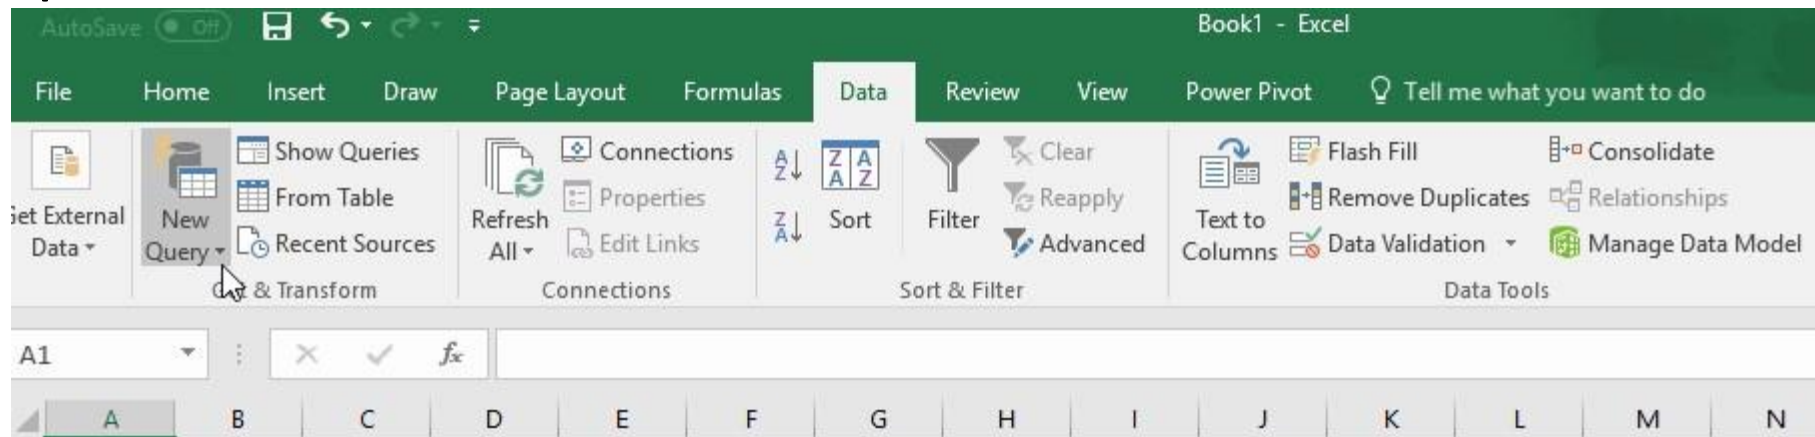 AutoSave Off Book1 - Excel
File Home Insert Draw Page Layout Formulas Data Review View Power Pivot Tell me what you want to do
Show Queries Connections Clear Flash Fill Consolidate
From Table Properties Reapply Remove Duplicates Relationships
External New Refresh Sort Filter Text to
Data Query Recent Sources All Edit Links Advanced Columns Data Validation Manage Data Model
& Transform Connections Sort & Filter Data Tools
A1 fx
A B C D E F G H I J K L M N